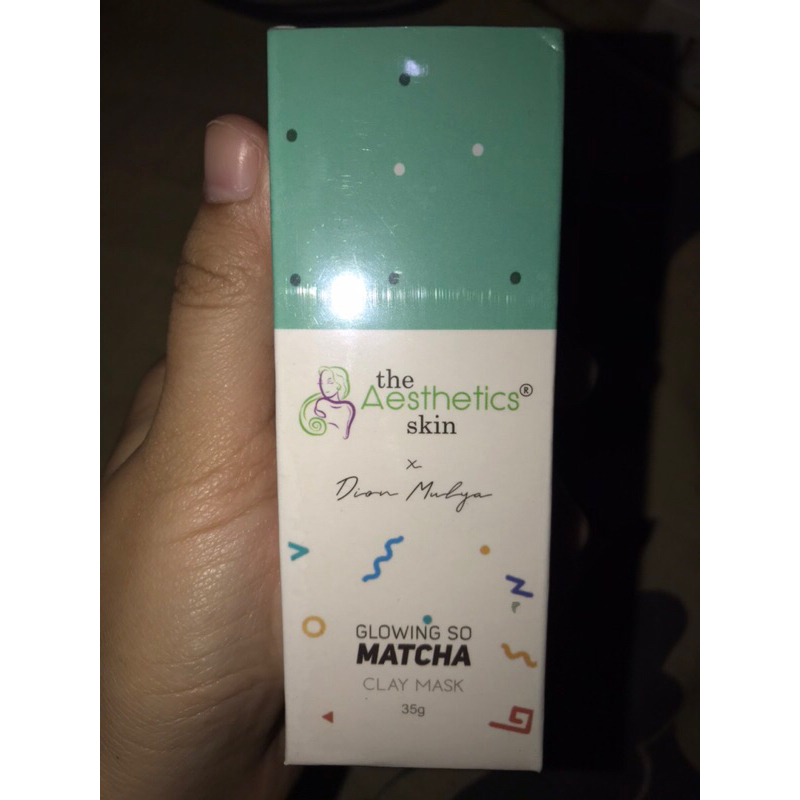 the
Aesthetics®
skin
x
Dion Mulya
GLOWING SO
MATCHA
CLAY MASK
35g